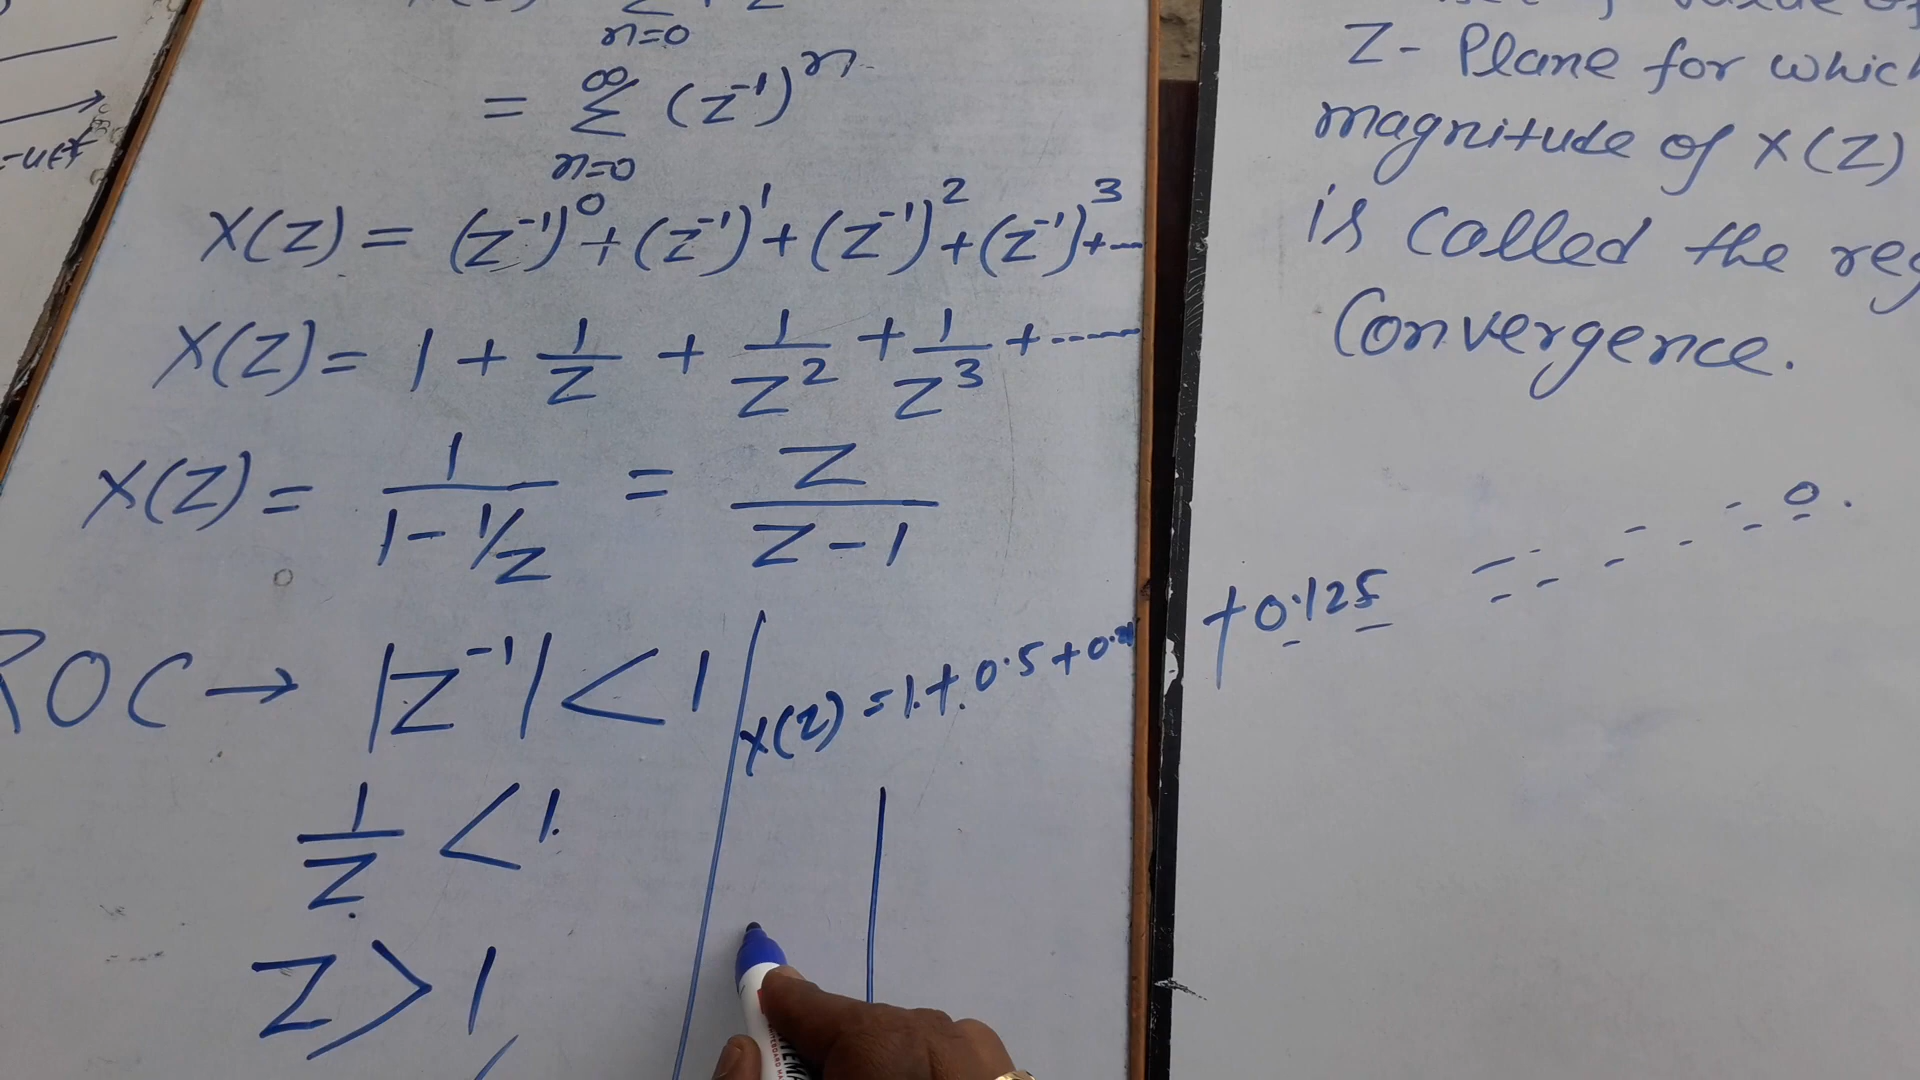 n=0
= ∞ Σ n=0 (z⁻¹)ⁿ
X(Z) = (z⁻¹)⁰ + (z⁻¹)¹ + (z⁻¹)² + (z⁻¹)³ + ---
X(Z) = 1 + 1/Z + 1/Z² + 1/Z³ + -----
X(Z) = 1/(1 - 1/Z) = Z/(Z - 1)
ROC → |Z⁻¹| < 1
X(Z) = 1 + 0.5 + + 0.125 - - - - - - 0.
1/Z < 1.
Z > 1
Z - Plane for which
magnitude of X(Z)
is called the
Convergence.